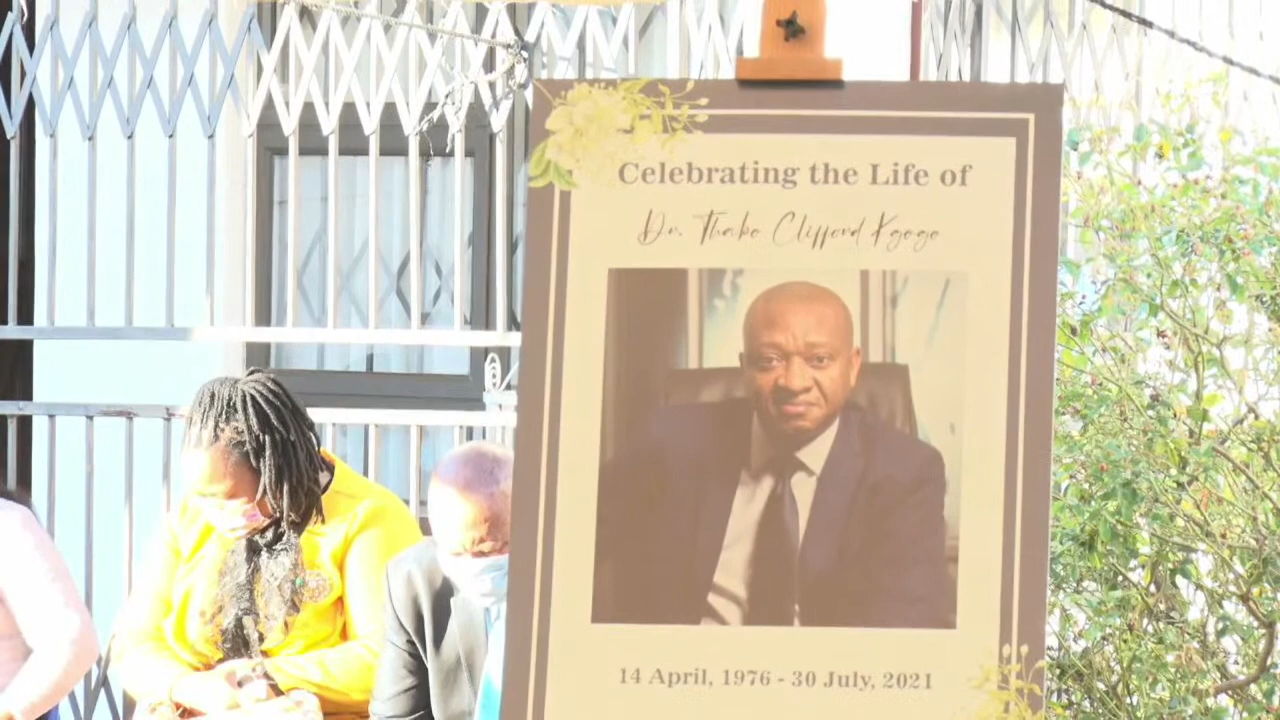 Celebrating the Life of
Dr. Thabo Clifford Kgogo
14 April, 1976 - 30 July, 2021